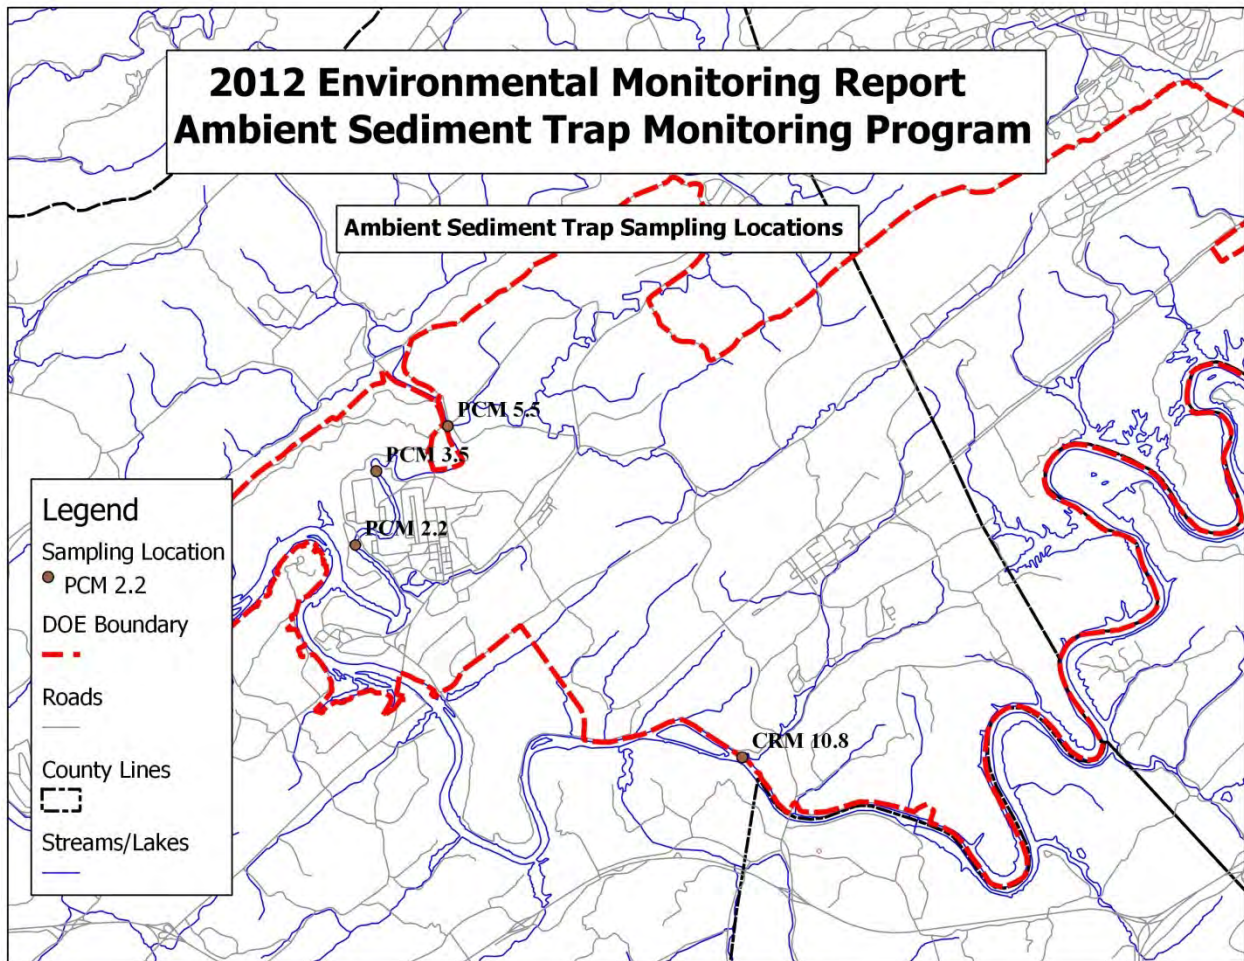 2012 Environmental Monitoring Report
Ambient Sediment Trap Monitoring Program
Ambient Sediment Trap Sampling Locations
PCM 5.5
PCM 3.5
PCM 2.2
CRM 10.8
Legend
Sampling Location
PCM 2.2
DOE Boundary
Roads
County Lines
Streams/Lakes